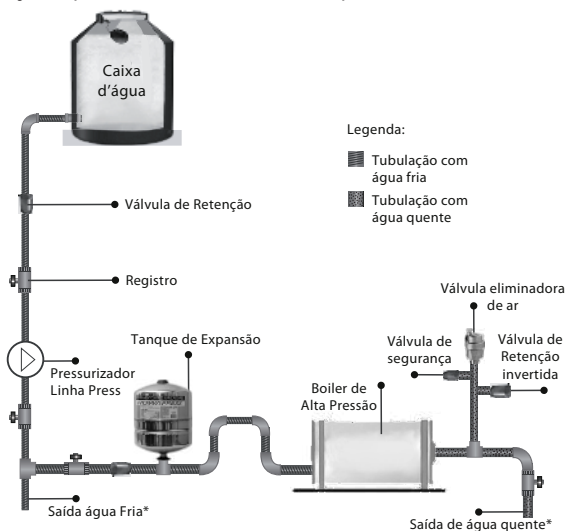 Caixa
d'água
Legenda:
Tubulação com
água fria
Tubulação com
água quente
Válvula de Retenção
Registro
Válvula eliminadora
de ar
Tanque de Expansão
Válvula de
segurança
Válvula de
Retenção
invertida
Pressurizador
Linha Press
Boiler de
Alta Pressão
Saída água Fria*
Saída de água quente*